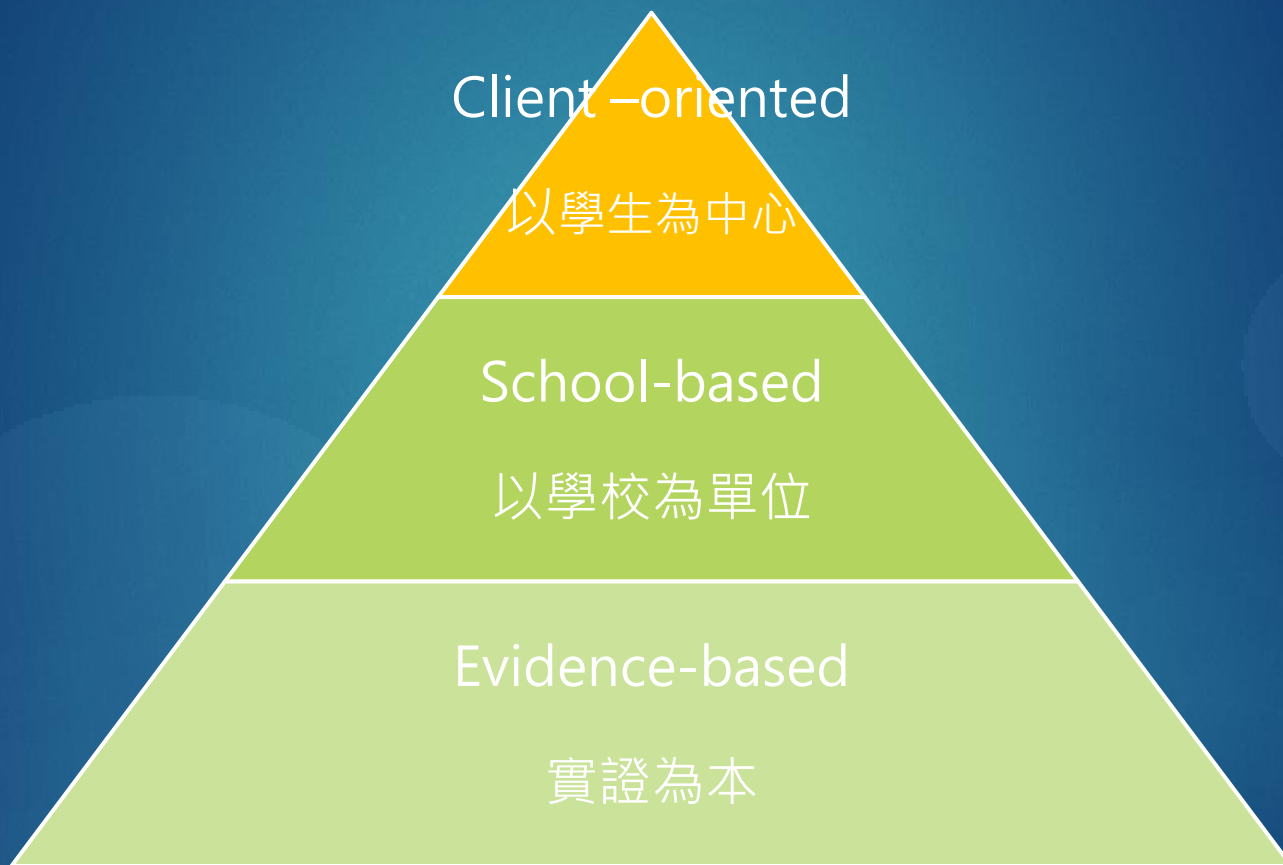 Client –oriented
以學生為中心
School-based
以學校為單位
Evidence-based
實證為本